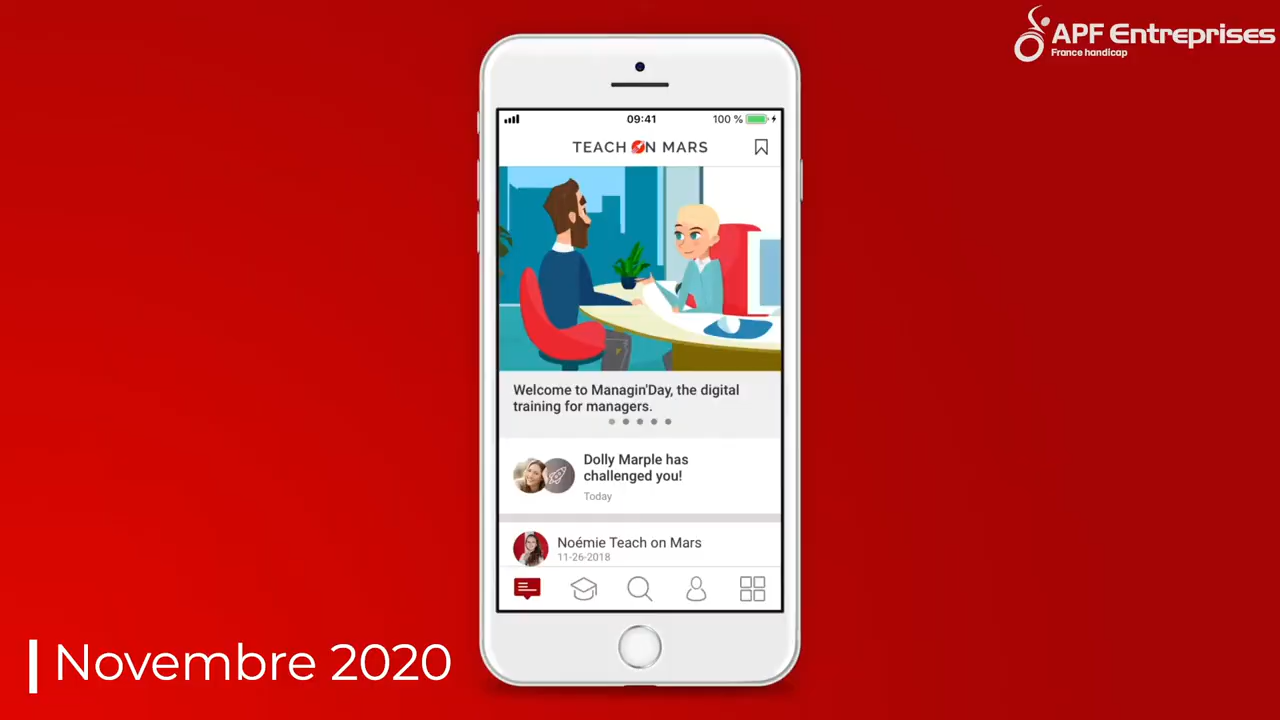 APF Entreprises
France handicap
09:41
100 %
TEACH ON MARS
Welcome to Managin'Day, the digital
training for managers.
Dolly Marple has
challenged you!
Today
Noémie Teach on Mars
11-26-2018
Novembre 2020